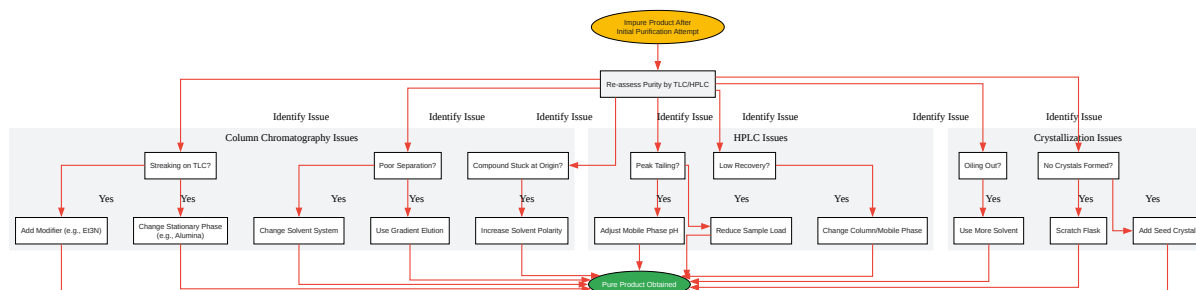 Impure Product After
Initial Purification Attempt
Re-assess Purity by TLC/HPLC
Identify Issue
Identify Issue
Identify Issue
Identify Issue
Identify Issue
Identify Issue
Identify Issue
Column Chromatography Issues
HPLC Issues
Crystallization Issues
Streaking on TLC?
Poor Separation?
Compound Stuck at Origin?
Peak Tailing?
Low Recovery?
Oiling Out?
No Crystals Formed?
Yes
Yes
Yes
Yes
Yes
Yes
Yes
Yes
Yes
Yes
Yes
Add Modifier (e.g., Et3N)
Change Stationary Phase
(e.g., Alumina)
Change Solvent System
Use Gradient Elution
Increase Solvent Polarity
Adjust Mobile Phase pH
Reduce Sample Load
Change Column/Mobile Phase
Use More Solvent
Scratch Flask
Add Seed Crystal
Pure Product Obtained